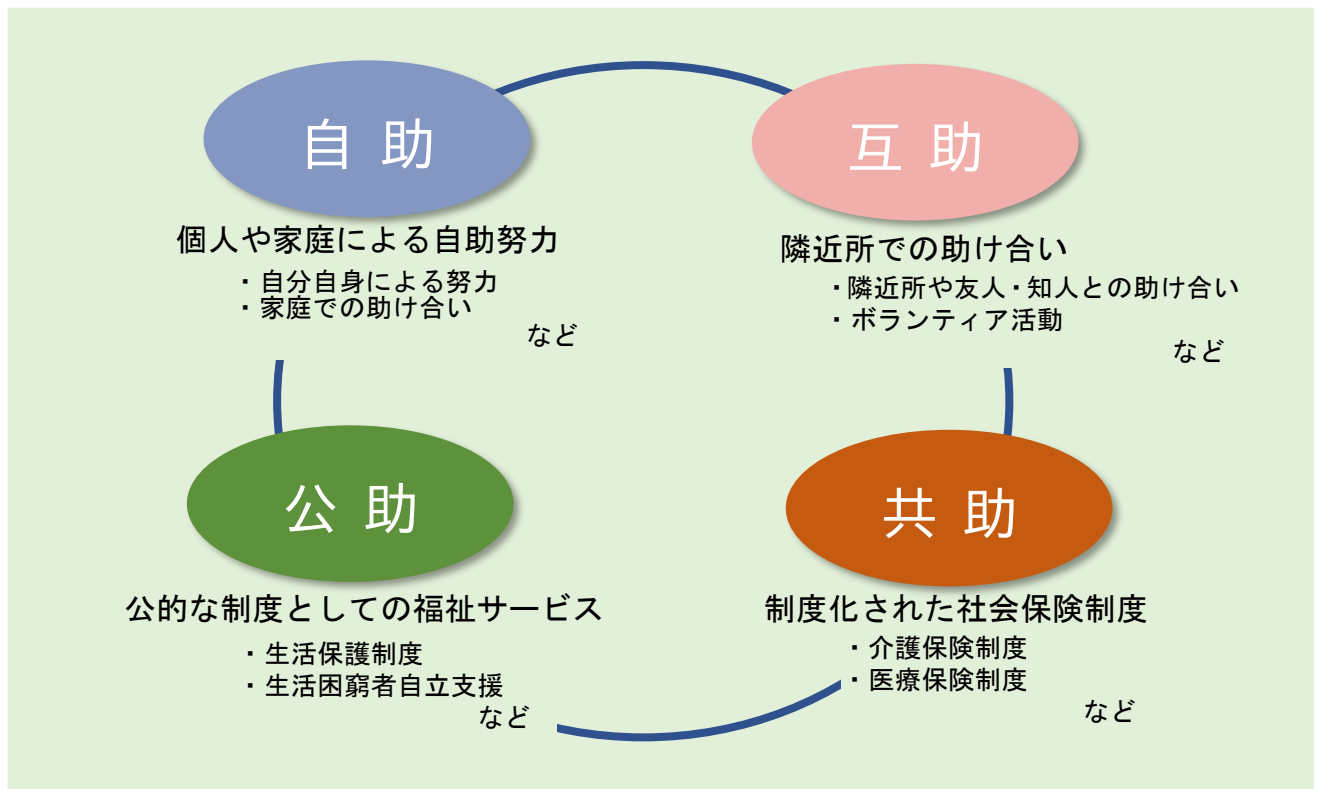 自助
個人や家庭による自助努力
・自分自身による努力
・家庭での助け合い
など
互助
隣近所での助け合い
・隣近所や友人・知人との助け合い
・ボランティア活動
など
公助
公的な制度としての福祉サービス
・生活保護制度
・生活困窮者自立支援
など
共助
制度化された社会保険制度
・介護保険制度
・医療保険制度
など